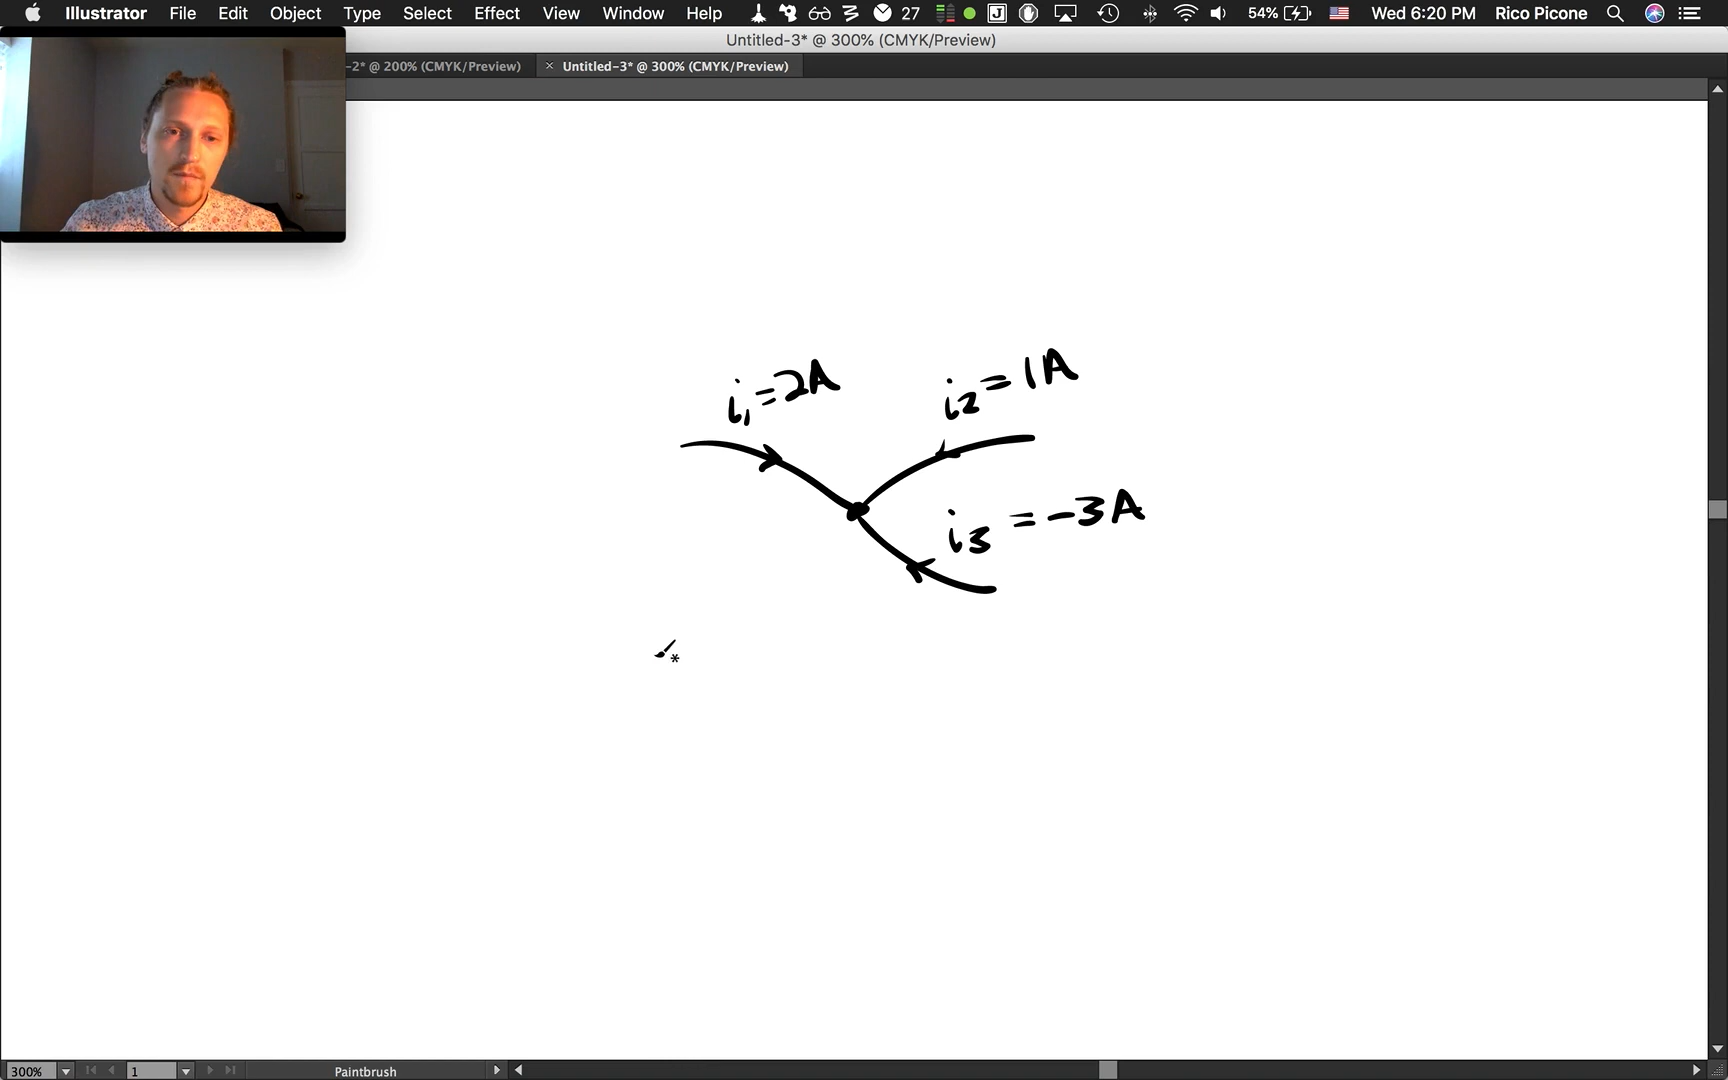 Illustrator File Edit Object Type Select Effect View Window Help 27 54% Wed 6:20 PM Rico Picone
Untitled-3* @ 300% (CMYK/Preview)
-2* @ 200% (CMYK/Preview) × Untitled-3* @ 300% (CMYK/Preview)
i₁=2A
i2=1A
i3=-3A
300% 1 Paintbrush